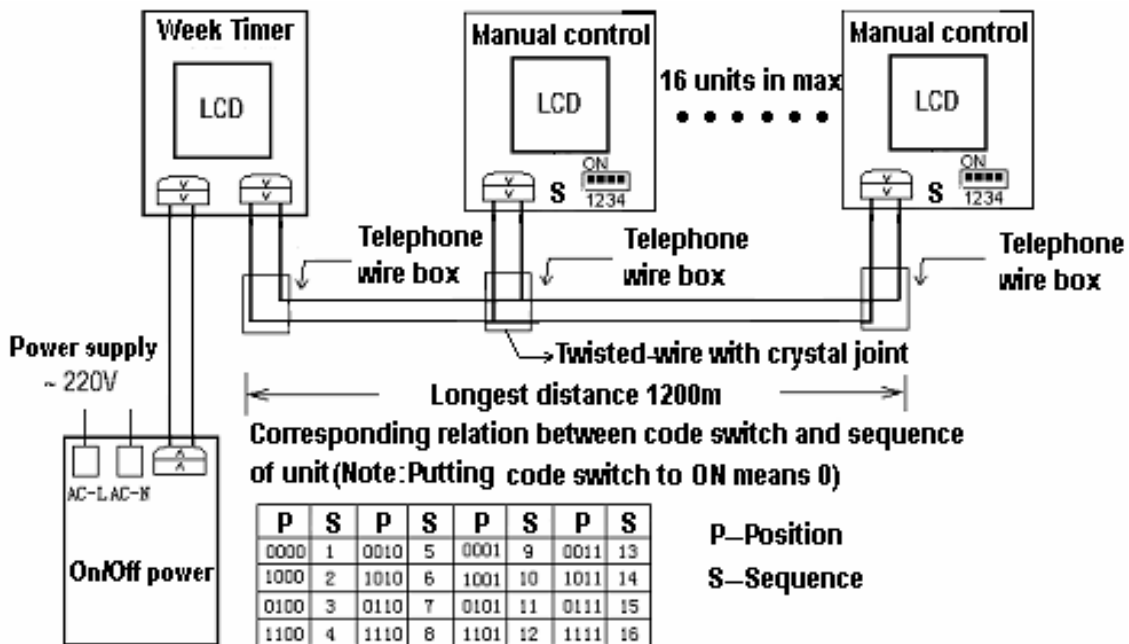 Week Timer
LCD
Manual control
LCD
ON
S
1234
16 units in max
Manual control
LCD
ON
S
1234
Telephone
wire box
Telephone
wire box
Telephone
wire box
Twisted-wire with crystal joint
Longest distance 1200m
Power supply
~ 220V
AC-L AC-N
On/Off power
Corresponding relation between code switch and sequence
of unit(Note:Putting code switch to ON means 0)
P S P S P S P S
0000 1 0010 5 0001 9 0011 13
1000 2 1010 6 1001 10 1011 14
0100 3 0110 7 0101 11 0111 15
1100 4 1110 8 1101 12 1111 16
P–Position
S–Sequence